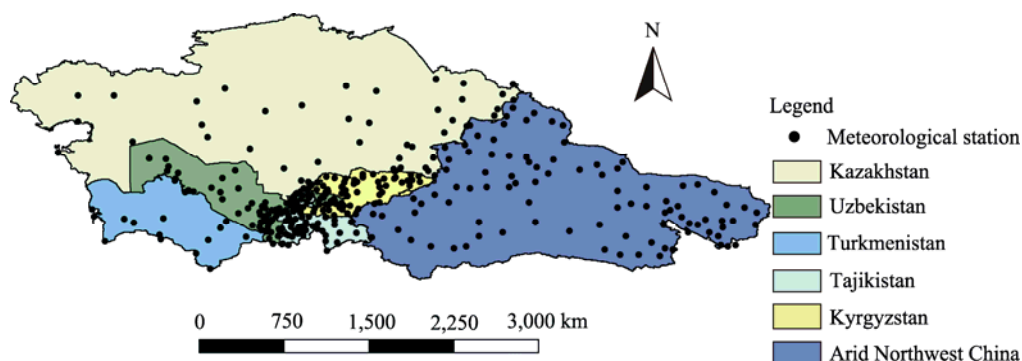 N
Legend
Meteorological station
Kazakhstan
Uzbekistan
Turkmenistan
Tajikistan
Kyrgyzstan
Arid Northwest China
0 750 1,500 2,250 3,000 km